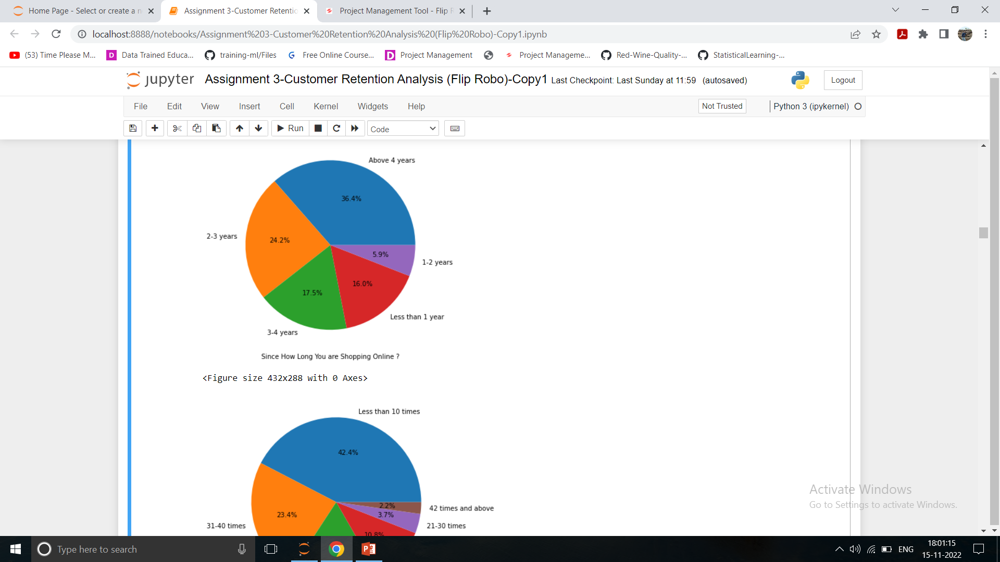 Home Page - Select or create a n
Assignment 3-Customer Retentio
Project Management Tool - Flip R
localhost:8888/notebooks/Assignment%203-Customer%20Retention%20Analysis%20(Flip%20Robo)-Copy1.ipynb
(53) Time Please M...
Data Trained Educa...
training-ml/Files
Free Online Course...
Project Management
Project Manageme...
Red-Wine-Quality-...
StatisticalLearning-...
jupyter
Assignment 3-Customer Retention Analysis (Flip Robo)-Copy1
Last Checkpoint: Last Sunday at 11:59
(autosaved)
Logout
File
Edit
View
Insert
Cell
Kernel
Widgets
Help
Not Trusted
Python 3 (ipykernel)
Run
Code
Above 4 years
36.4%
2-3 years
24.2%
5.9%
1-2 years
16.0%
17.5%
Less than 1 year
3-4 years
Since How Long You are Shopping Online ?
<Figure size 432x288 with 0 Axes>
Less than 10 times
42.4%
2.2%
42 times and above
23.4%
3.7%
31-40 times
21-30 times
10.8%
Activate Windows
Go to Settings to activate Windows.
Type here to search
ENG
18:01:15
15-11-2022